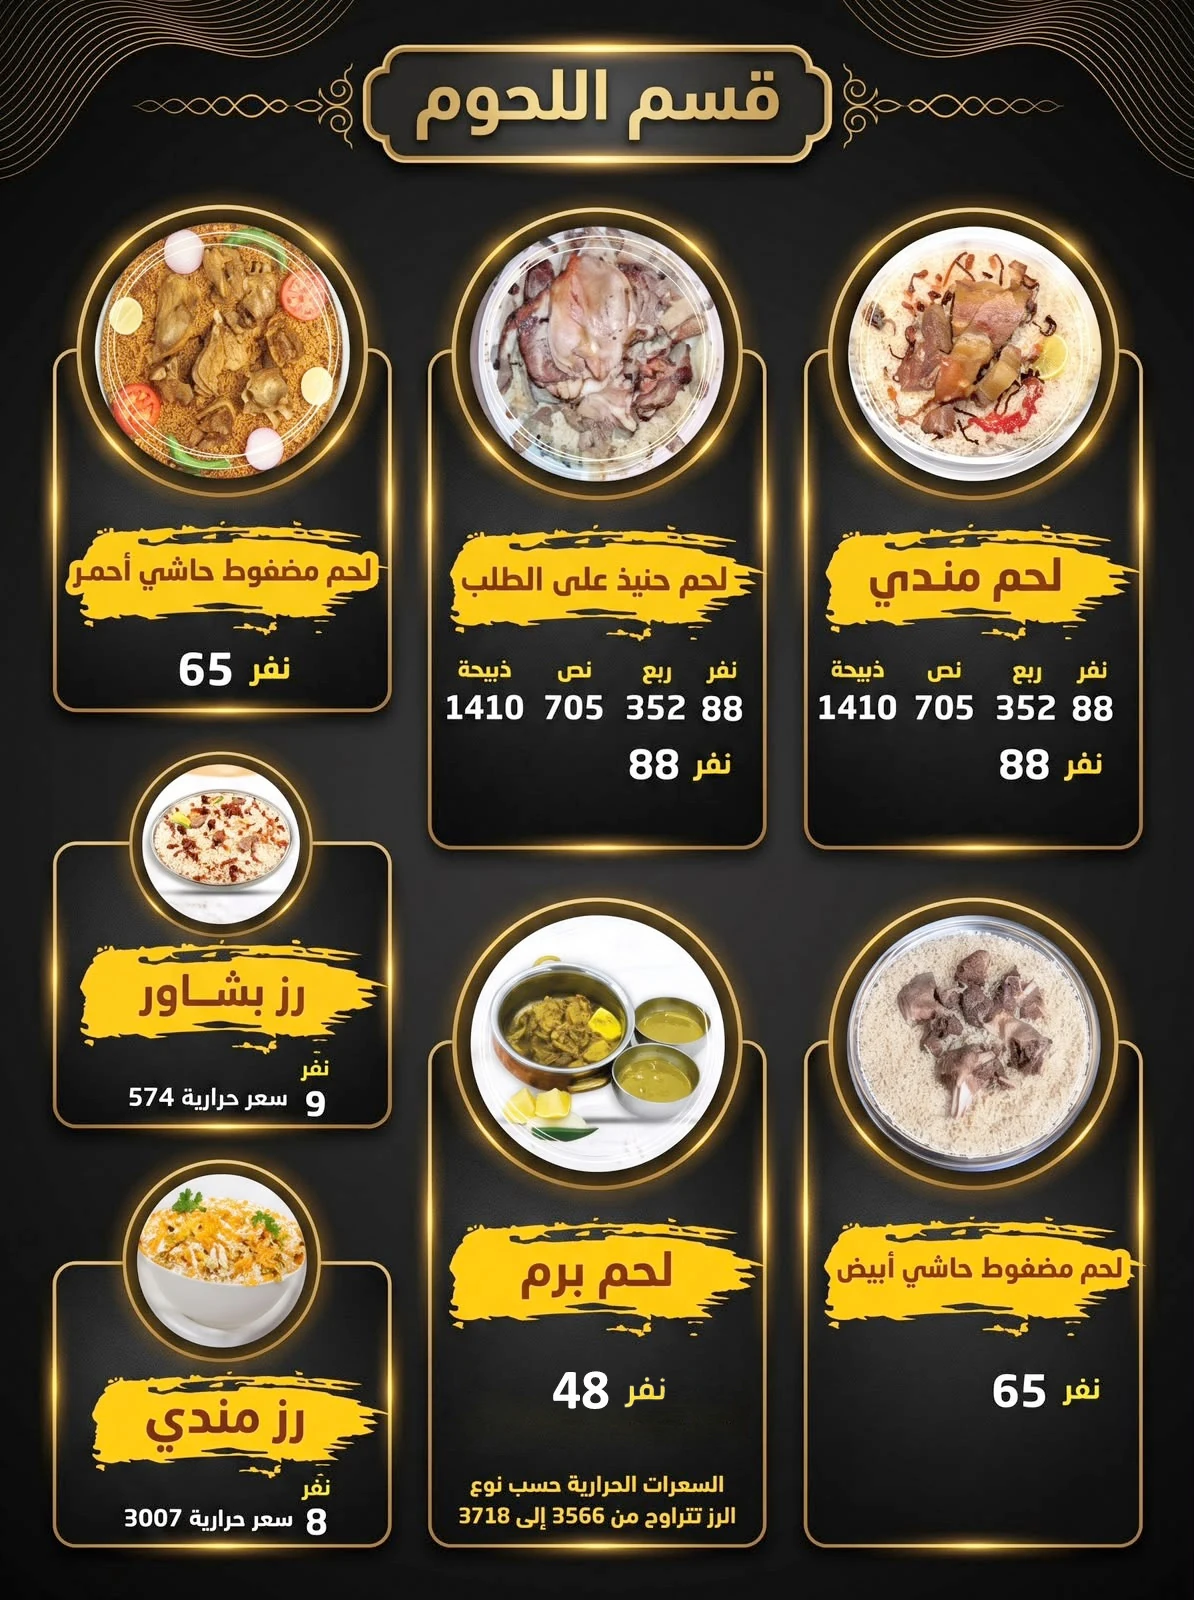 قسم اللحوم
لحم مندي
نفر ربع نص ذبيحة
88 352 705 1410
نفر 88
لحم حنيذ على الطلب
نفر ربع نص ذبيحة
88 352 705 1410
نفر 88
لحم مضغوط حاشي أحمر
نفر 65
رز بشــاور
نفر
9 سعر حرارية 574
لحم مضغوط حاشي أبيض
نفر 65
لحم برم
نفر 48
السعرات الحرارية حسب نوع
الرز تتراوح من 3566 إلى 3718
رز مندي
نفر
8 سعر حرارية 3007